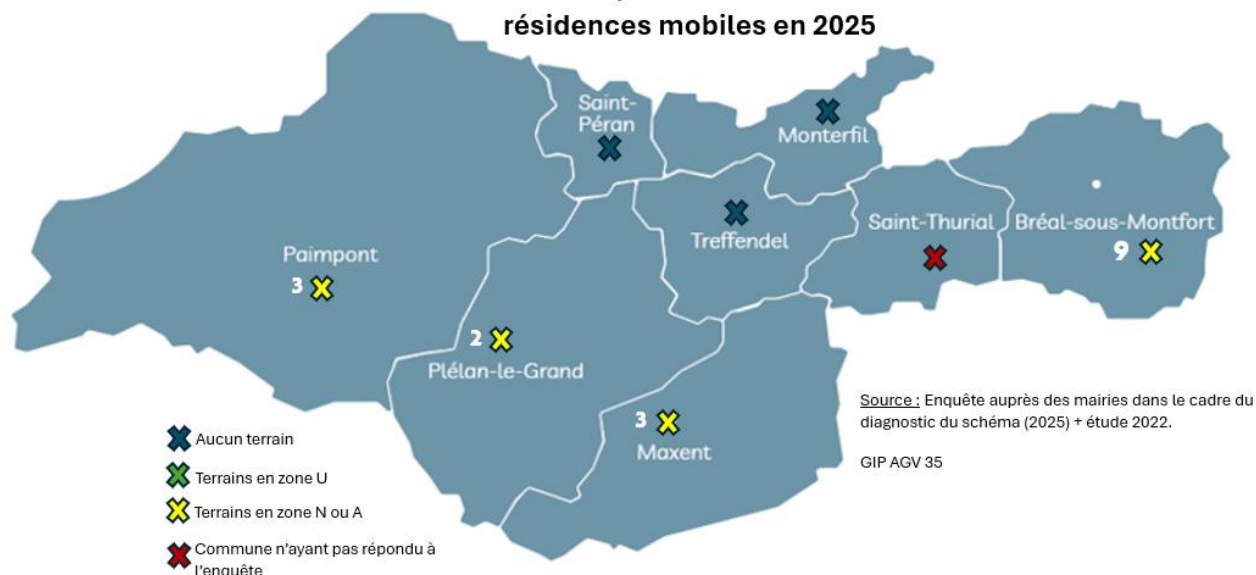 résidences mobiles en 2025
Saint-
Péran
Monterfil
Treffendel
Saint-Thurial
Bréal-sous-Montfort
9
Paimpont
3
2
Plélan-le-Grand
3
Maxent
Source : Enquête auprès des mairies dans le cadre du
diagnostic du schéma (2025) + étude 2022.
GIP AGV 35
Aucun terrain
Terrains en zone U
Terrains en zone N ou A
Commune n'ayant pas répondu à
l'enquête